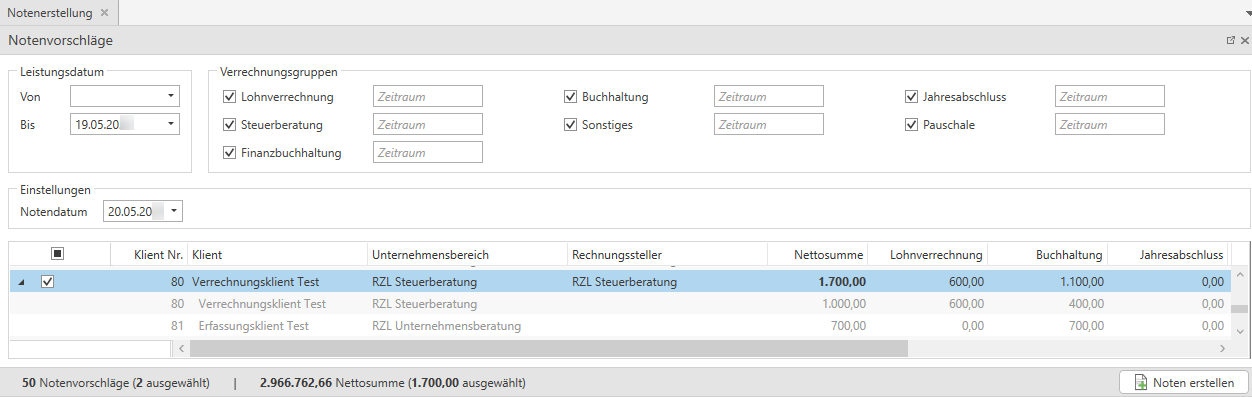 Notenerstellung
Notenvorschläge
Leistungsdatum
Verrechnungsgruppen
Von
Lohnverrechnung Zeitraum Buchhaltung Zeitraum Jahresabschluss Zeitraum
Bis 19.05.20
Steuerberatung Zeitraum Sonstiges Zeitraum Pauschale Zeitraum
Finanzbuchhaltung Zeitraum
Einstellungen
Notendatum 20.05.20
Klient Nr. Klient Unternehmensbereich Rechnungssteller Nettosumme Lohnverrechnung Buchhaltung Jahresabschluss
80 Verrechnungsklient Test RZL Steuerberatung RZL Steuerberatung 1.700,00 600,00 1.100,00 0,00
80 Verrechnungsklient Test RZL Steuerberatung 1.000,00 600,00 400,00 0,00
81 Erfassungsklient Test RZL Unternehmensberatung 700,00 0,00 700,00 0,00
50 Notenvorschläge (2 ausgewählt) | 2.966.762,66 Nettosumme (1.700,00 ausgewählt) Noten erstellen